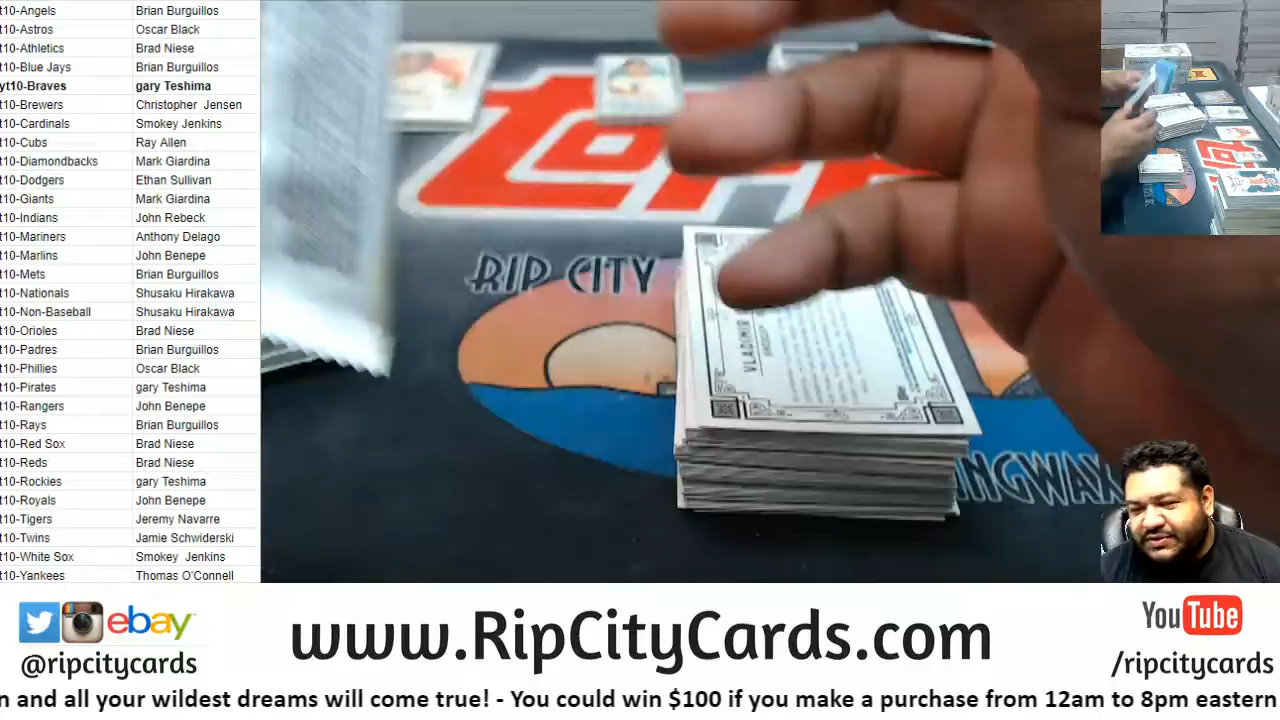 t10-Angels Brian Burguillos
t10-Astros Oscar Black
t10-Athletics Brad Niese
t10-Blue Jays Brian Burguillos
yt10-Braves gary Teshima
t10-Brewers Christopher Jensen
t10-Cardinals Smokey Jenkins
t10-Cubs Ray Allen
t10-Diamondbacks Mark Giardina
t10-Dodgers Ethan Sullivan
t10-Giants Mark Giardina
t10-Indians John Rebeck
t10-Mariners Anthony Delago
t10-Marlins John Benepe
t10-Mets Brian Burguillos
t10-Nationals Shusaku Hirakawa
t10-Non-Baseball Shusaku Hirakawa
t10-Orioles Brad Niese
t10-Padres Brian Burguillos
t10-Phillies Oscar Black
t10-Pirates gary Teshima
t10-Rangers John Benepe
t10-Rays Brian Burguillos
t10-Red Sox Brad Niese
t10-Reds Brad Niese
t10-Rockies gary Teshima
t10-Royals John Benepe
t10-Tigers Jeremy Navarre
t10-Twins Jamie Schwiderski
t10-White Sox Smokey Jenkins
t10-Yankees Thomas O'Connell
RIP CITY
VLADIMIR
INGWAX
ebay
@ripcitycards
www.RipCityCards.com
YouTube
/ripcitycards
n and all your wildest dreams will come true! - You could win $100 if you make a purchase from 12am to 8pm eastern